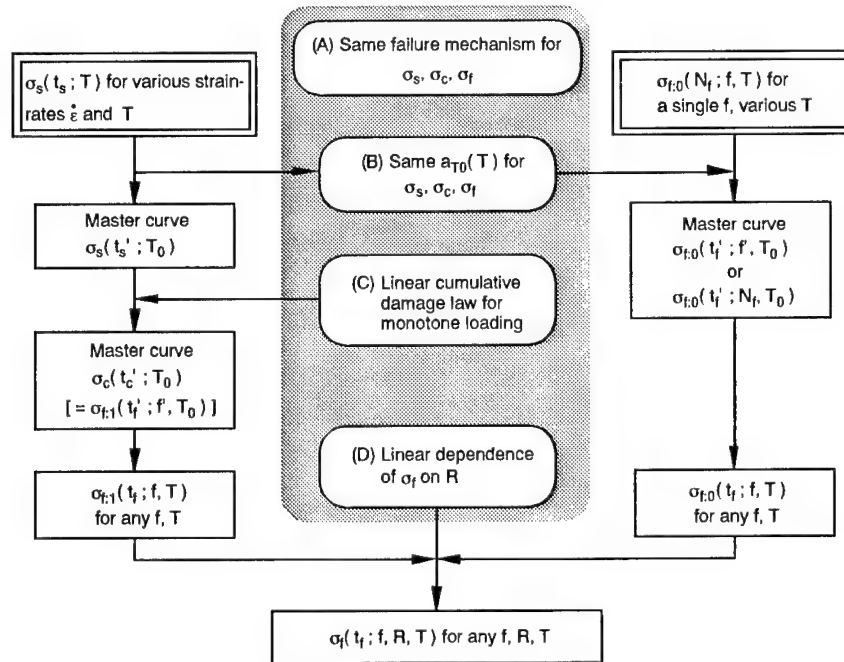 σs( ts ; T) for various strain-
rates ε̇ and T
Master curve
σs( ts' ; T0)
Master curve
σc( tc' ; T0)
[ = σf:1( tf' ; f', T0) ]
σf:1( tf ; f, T)
for any f, T
(A) Same failure mechanism for
σs, σc, σf
(B) Same aT0( T) for
σs, σc, σf
(C) Linear cumulative
damage law for
monotone loading
(D) Linear dependence
of σf on R
σf:0( Nf ; f, T) for
a single f, various T
Master curve
σf:0( tf' ; f', T0)
or
σf:0( tf' ; Nf, T0)
σf:0( tf ; f, T)
for any f, T
σf( tf ; f, R, T) for any f, R, T